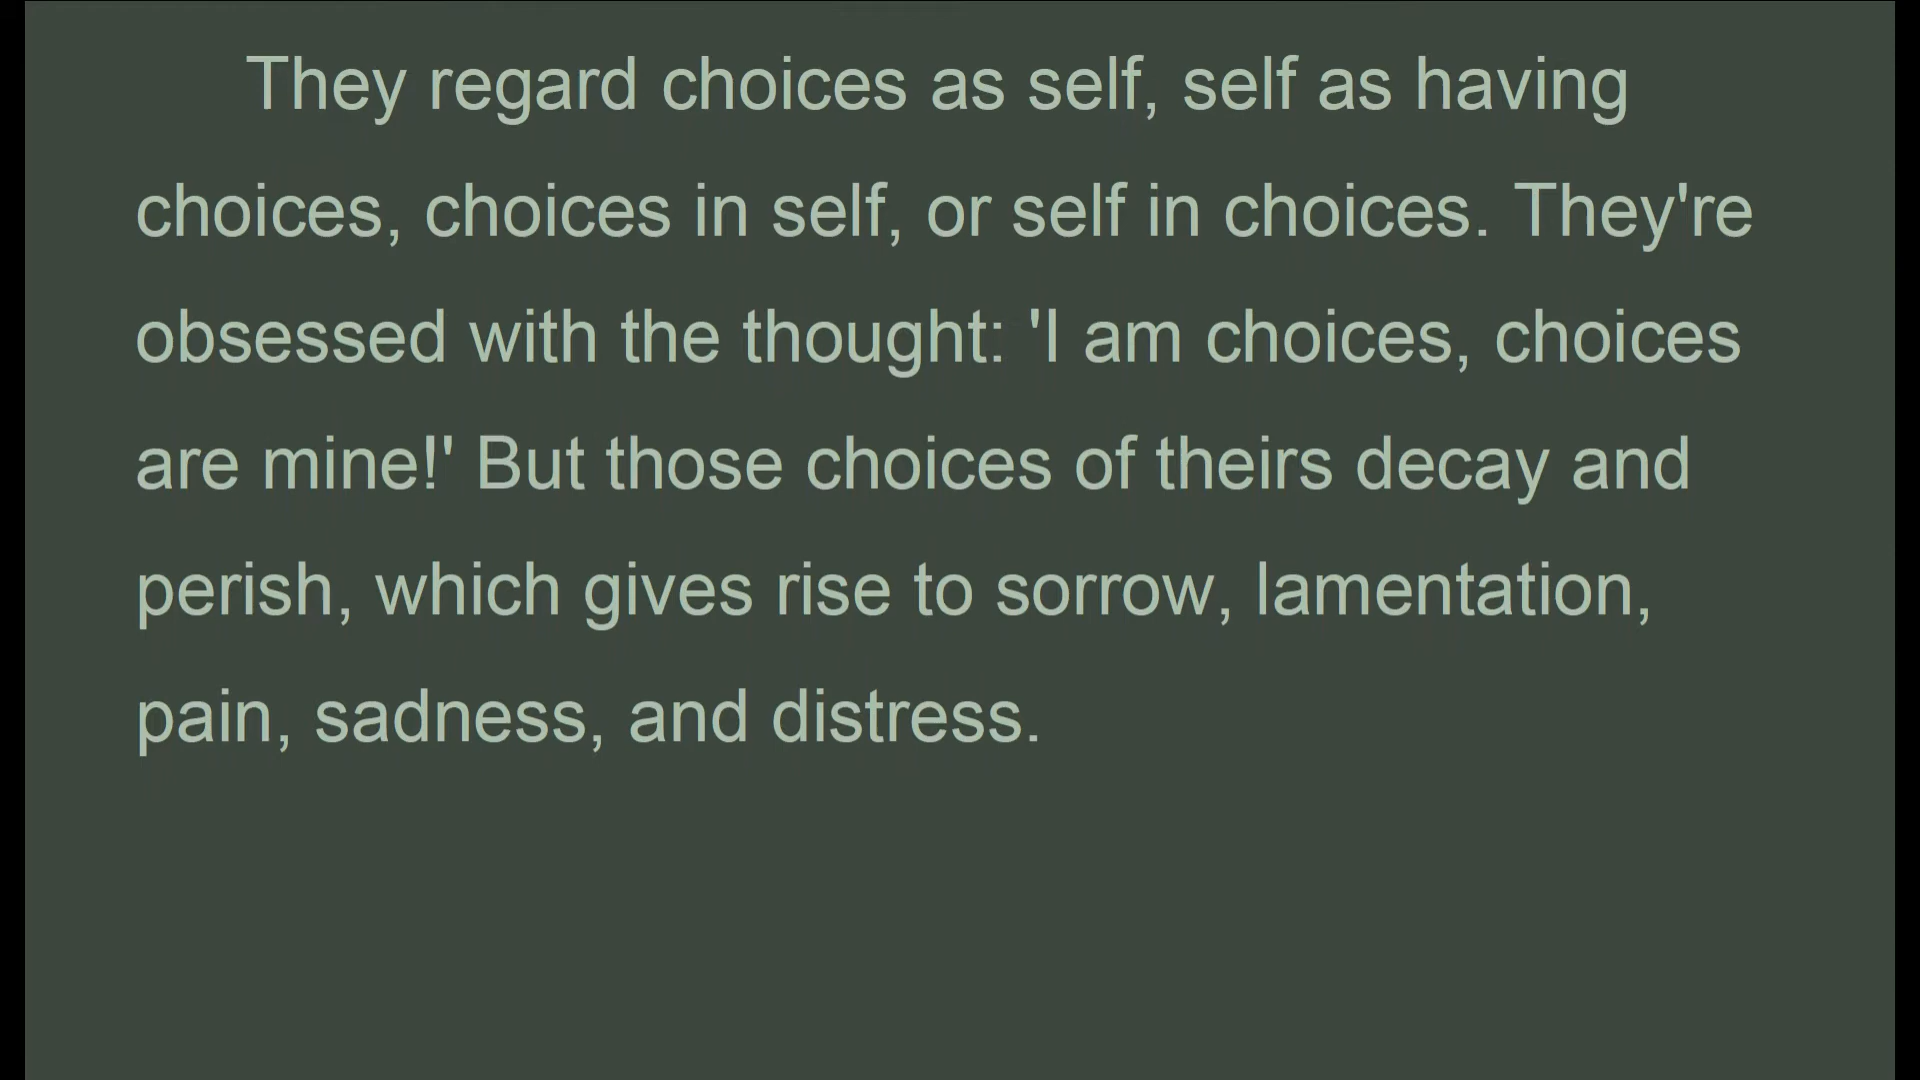 They regard choices as self, self as having
choices, choices in self, or self in choices. They're
obsessed with the thought: 'I am choices, choices
are mine!' But those choices of theirs decay and
perish, which gives rise to sorrow, lamentation,
pain, sadness, and distress.